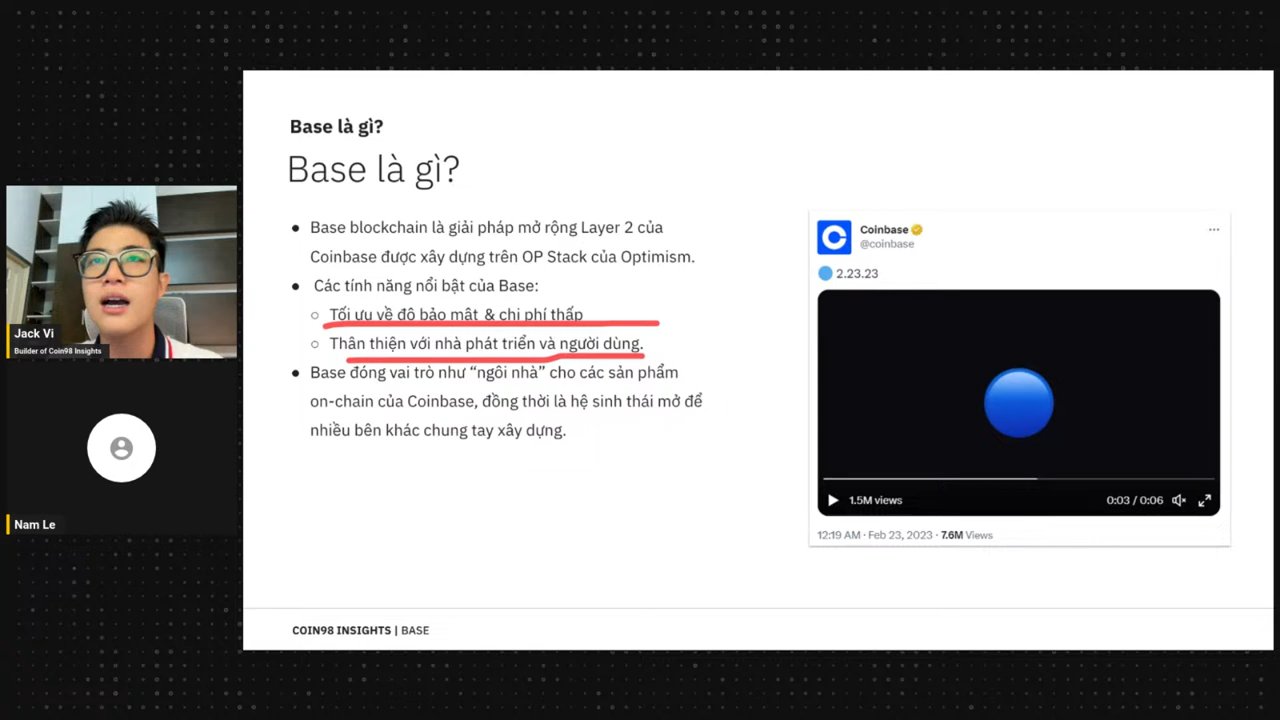 Base là gì?
Base là gì?
● Base blockchain là giải pháp mở rộng Layer 2 của
Coinbase được xây dựng trên OP Stack của Optimism.
● Các tính năng nổi bật của Base:
○ Tối ưu về độ bảo mật & chi phí thấp
○ Thân thiện với nhà phát triển và người dùng.
● Base đóng vai trò như “ngôi nhà” cho các sản phẩm
on-chain của Coinbase, đồng thời là hệ sinh thái mở để
nhiều bên khác chung tay xây dựng.
Coinbase
@coinbase
2.23.23
1.5M views
0:03 / 0:06
12:19 AM · Feb 23, 2023 · 7.6M Views
Jack Vi
Builder of Coin98 Insights
Nam Le
COIN98 INSIGHTS | BASE